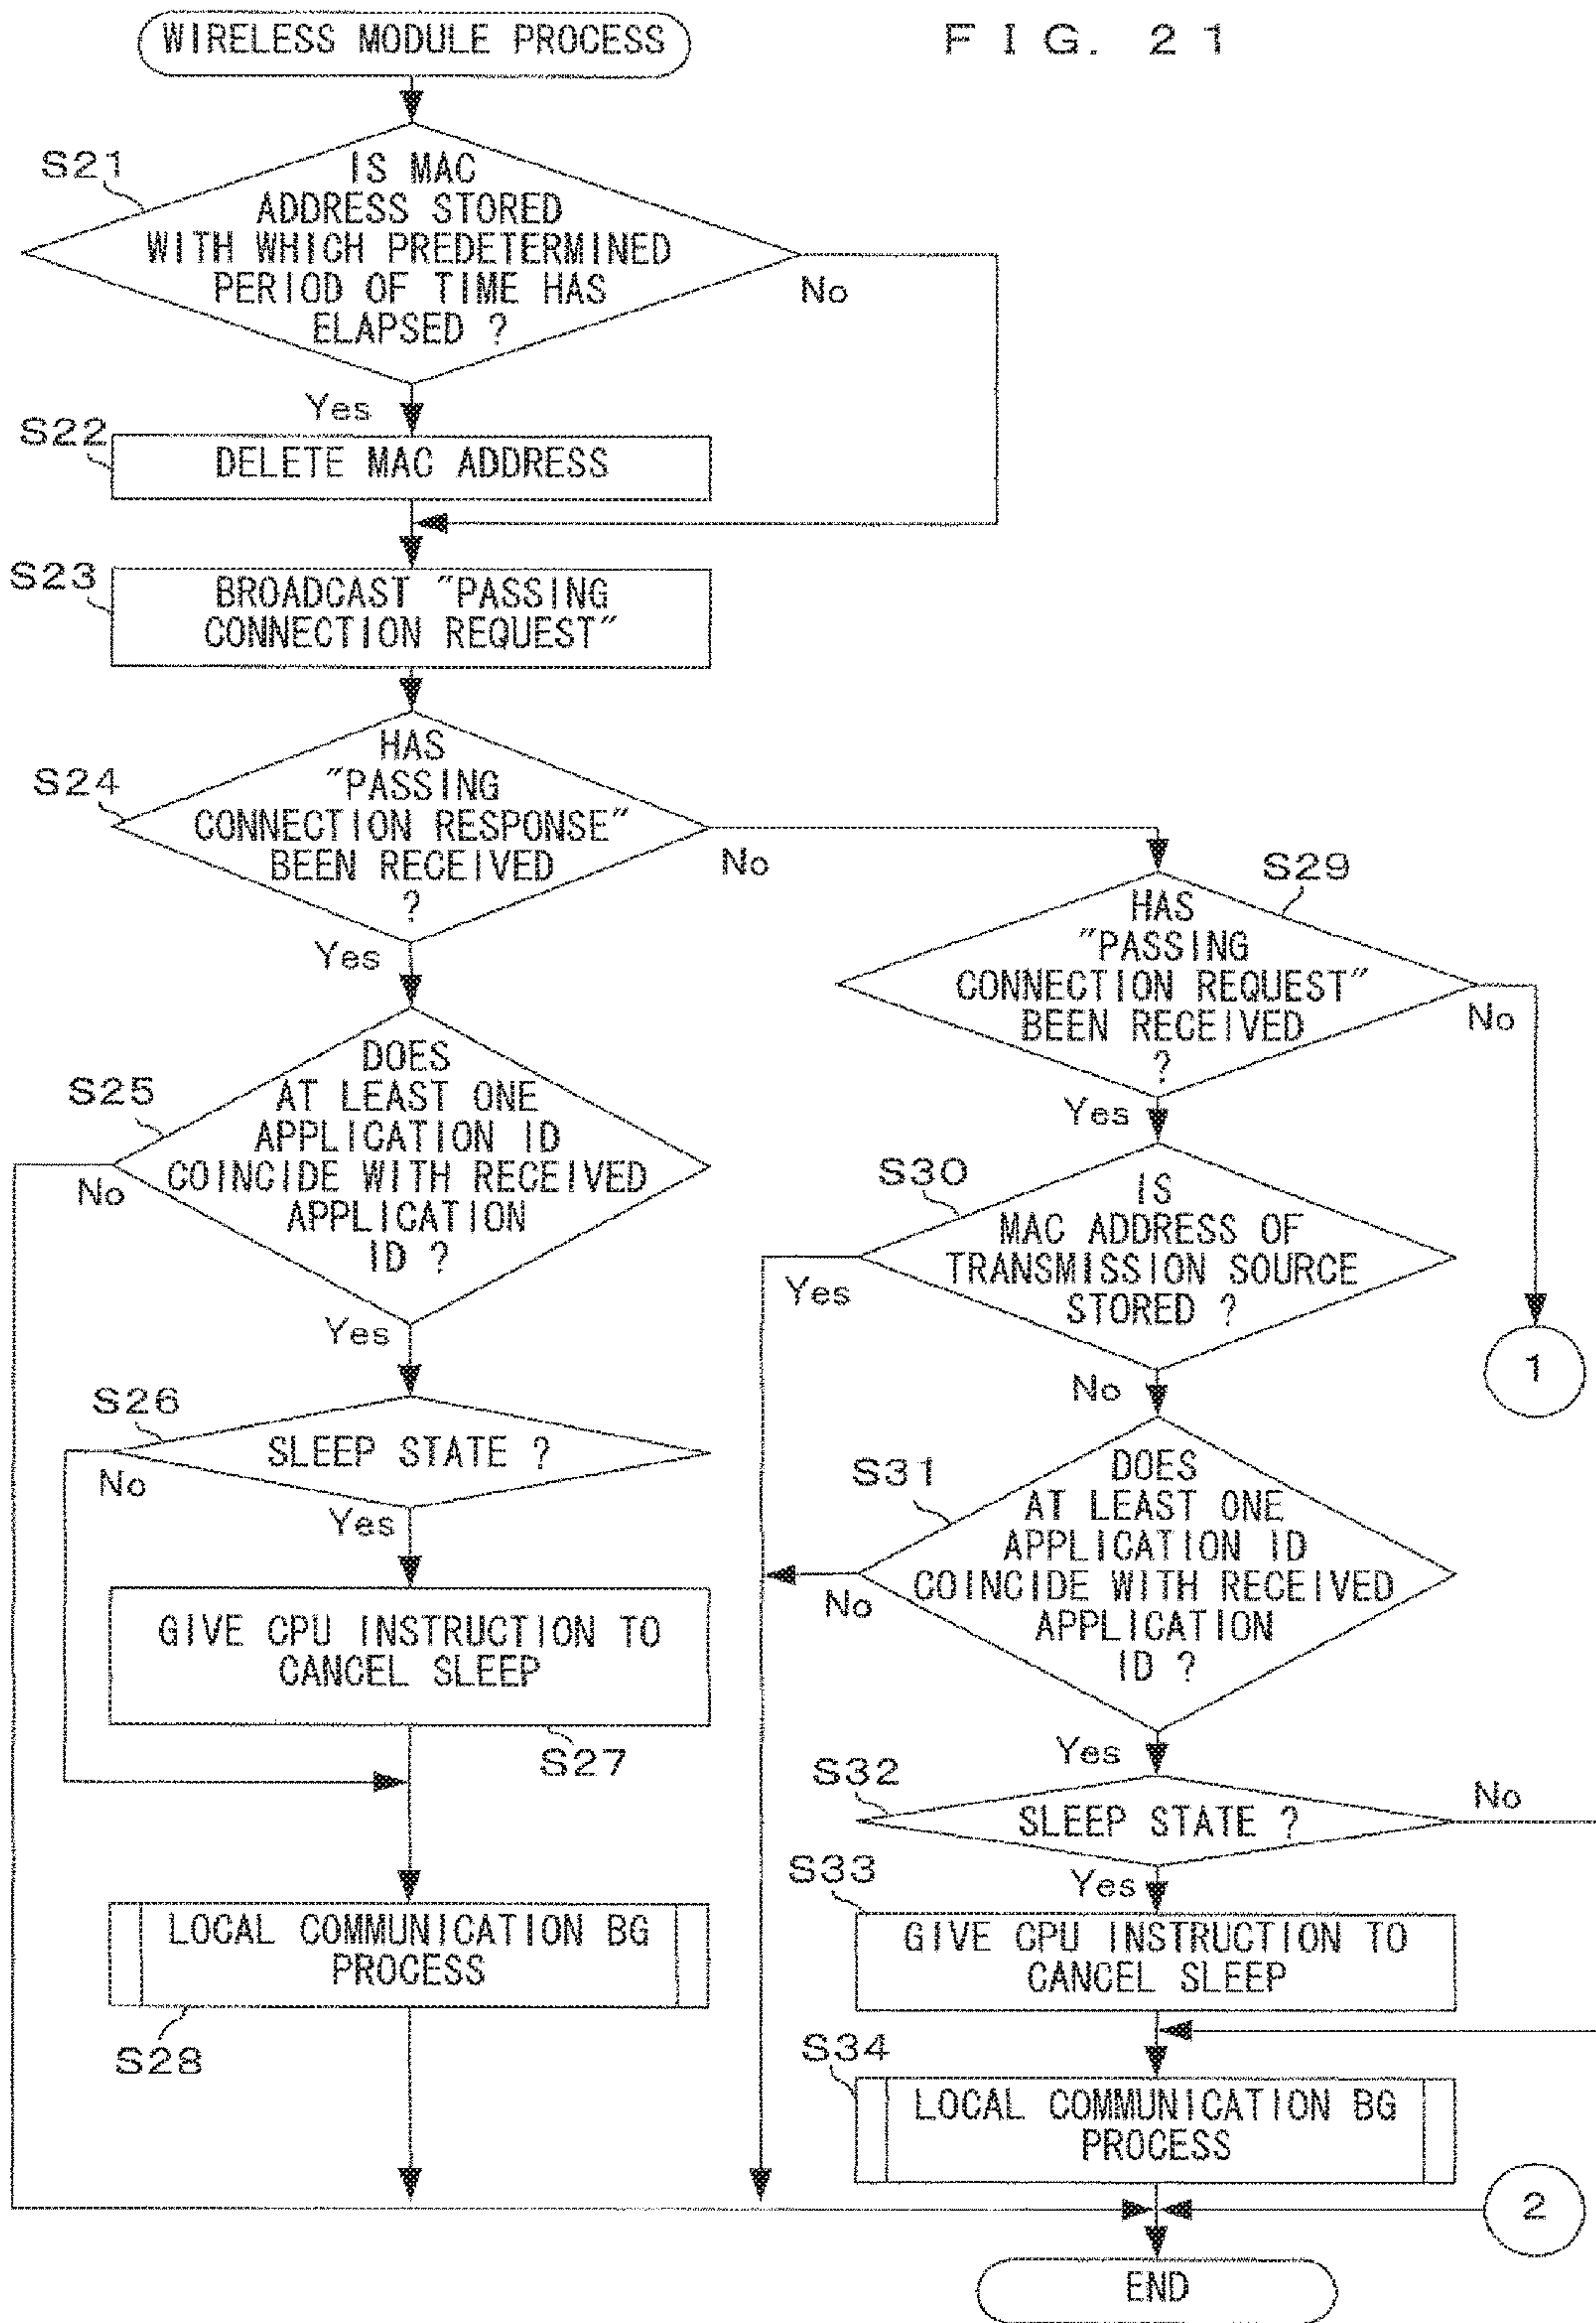 WIRELESS MODULE PROCESS
F I G. 2 1
S21
IS MAC
ADDRESS STORED
WITH WHICH PREDETERMINED
PERIOD OF TIME HAS
ELAPSED ?
No
Yes
S22
DELETE MAC ADDRESS
S23
BROADCAST "PASSING
CONNECTION REQUEST"
S24
HAS
"PASSING
CONNECTION RESPONSE"
BEEN RECEIVED
?
No
Yes
S25
DOES
AT LEAST ONE
APPLICATION ID
COINCIDE WITH RECEIVED
APPLICATION
ID ?
No
Yes
S26
SLEEP STATE ?
No
Yes
GIVE CPU INSTRUCTION TO
CANCEL SLEEP
S27
LOCAL COMMUNICATION BG
PROCESS
S28
S29
HAS
"PASSING
CONNECTION REQUEST"
BEEN RECEIVED
?
No
Yes
S30
IS
MAC ADDRESS OF
TRANSMISSION SOURCE
STORED ?
Yes
No
1
S31
DOES
AT LEAST ONE
APPLICATION ID
COINCIDE WITH RECEIVED
APPLICATION
ID ?
No
Yes
S32
SLEEP STATE ?
No
Yes
S33
GIVE CPU INSTRUCTION TO
CANCEL SLEEP
S34
LOCAL COMMUNICATION BG
PROCESS
2
END